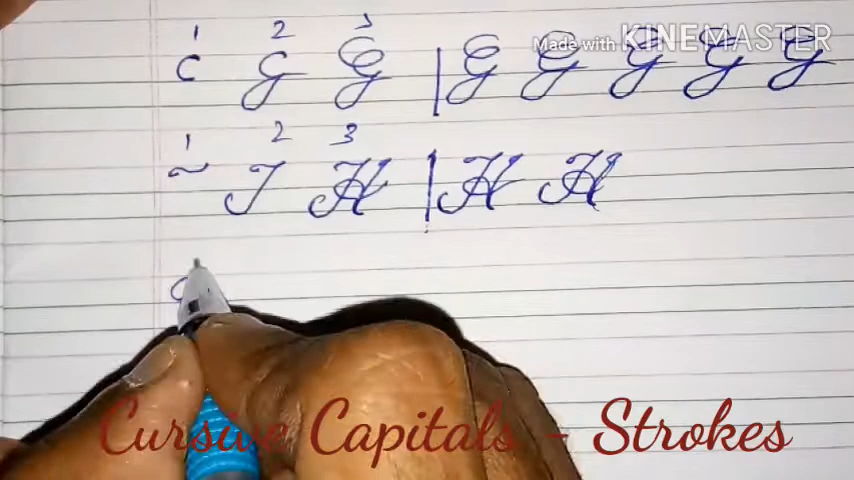 1 2 3
c G G | G G G G G
Made with KINEMASTER
1 2 3
~ T H | H H H
Cursive Capitals - Strokes